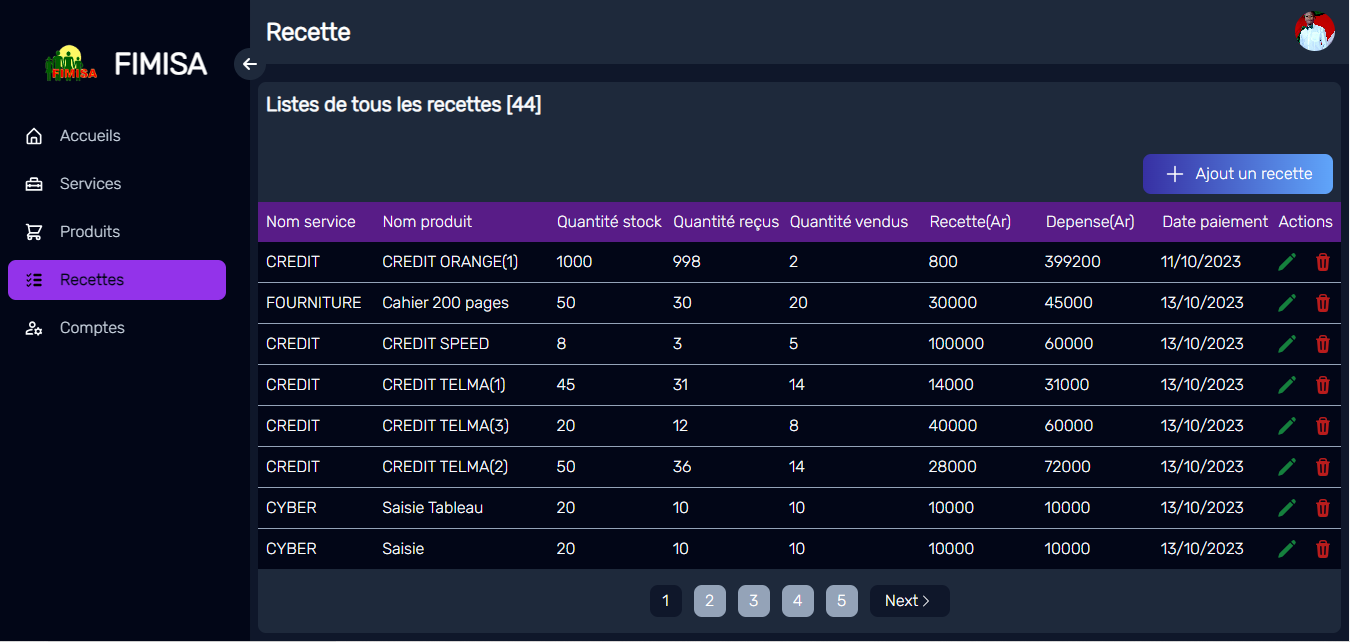 FIMISA
FIMISA
Accueils
Services
Produits
Recettes
Comptes
Recette
Listes de tous les recettes [44]
Ajout un recette
Nom service Nom produit Quantité stock Quantité reçus Quantité vendus Recette(Ar) Depense(Ar) Date paiement Actions
CREDIT CREDIT ORANGE(1) 1000 998 2 800 399200 11/10/2023
FOURNITURE Cahier 200 pages 50 30 20 30000 45000 13/10/2023
CREDIT CREDIT SPEED 8 3 5 100000 60000 13/10/2023
CREDIT CREDIT TELMA(1) 45 31 14 14000 31000 13/10/2023
CREDIT CREDIT TELMA(3) 20 12 8 40000 60000 13/10/2023
CREDIT CREDIT TELMA(2) 50 36 14 28000 72000 13/10/2023
CYBER Saisie Tableau 20 10 10 10000 10000 13/10/2023
CYBER Saisie 20 10 10 10000 10000 13/10/2023
1 2 3 4 5 Next >